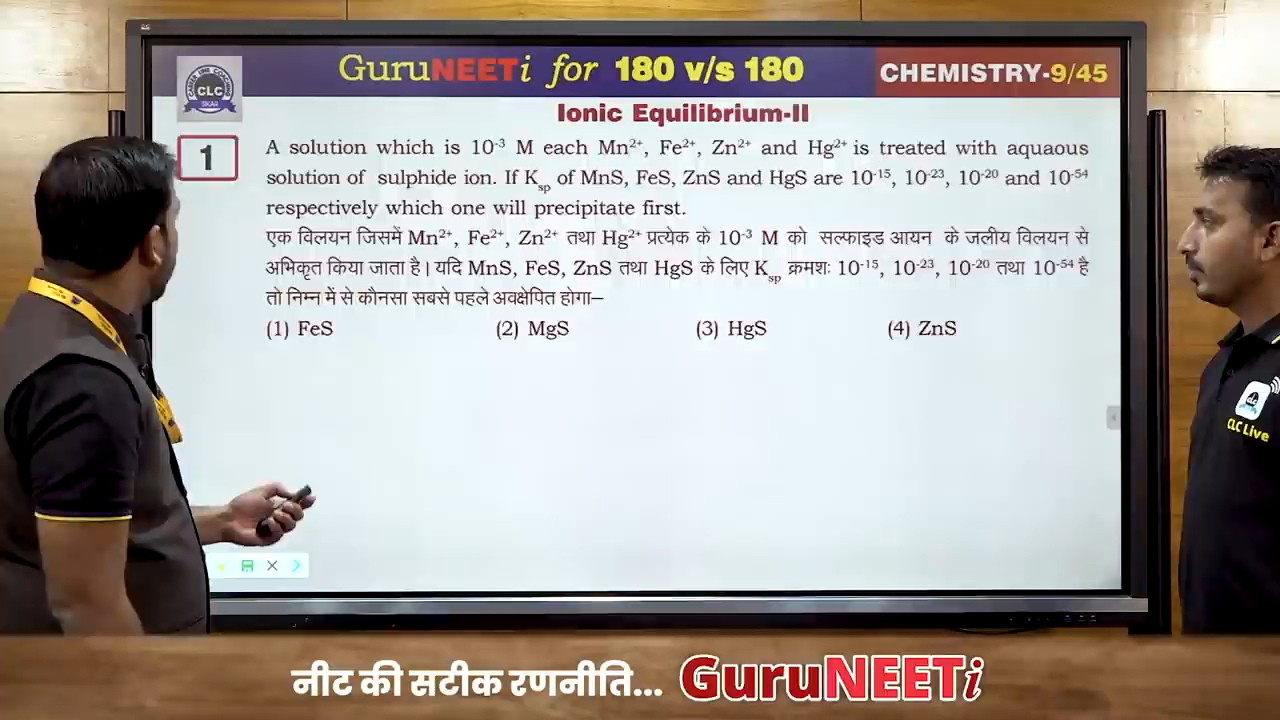 GuruNEETi for 180 v/s 180
CHEMISTRY-9/45
CAREER LINE COACHING
CLC
SIKAR
Ionic Equilibrium-II
1
A solution which is 10⁻³ M each Mn²⁺, Fe²⁺, Zn²⁺ and Hg²⁺ is treated with aquaous
solution of sulphide ion. If Kₛₚ of MnS, FeS, ZnS and HgS are 10⁻¹⁵, 10⁻²³, 10⁻²⁰ and 10⁻⁵⁴
respectively which one will precipitate first.
एक विलयन जिसमें Mn²⁺, Fe²⁺, Zn²⁺ तथा Hg²⁺ प्रत्येक के 10⁻³ M को सल्फाइड आयन के जलीय विलयन से
अभिकृत किया जाता है। यदि MnS, FeS, ZnS तथा HgS के लिए Kₛₚ क्रमशः 10⁻¹⁵, 10⁻²³, 10⁻²⁰ तथा 10⁻⁵⁴ है
तो निम्न में से कौनसा सबसे पहले अवक्षेपित होगा–
(1) FeS (2) MgS (3) HgS (4) ZnS
CLC
CLC Live
नीट की सटीक रणनीति... GuruNEETi